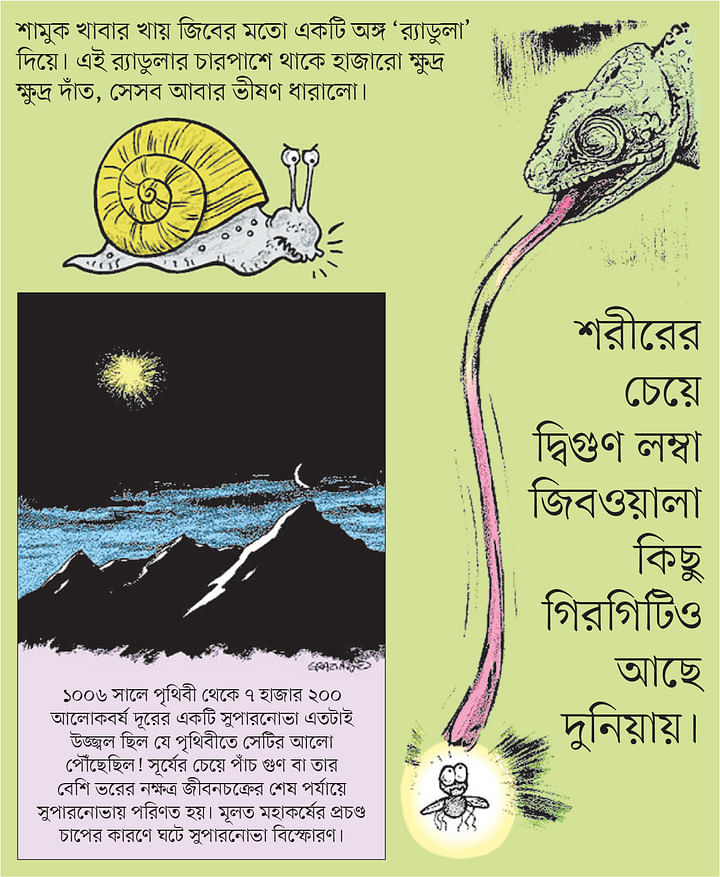 শামুক খাবার খায় জিবের মতো একটি অঙ্গ ‘র‍্যাডুলা’
দিয়ে। এই র‍্যাডুলার চারপাশে থাকে হাজারো ক্ষুদ্র
ক্ষুদ্র দাঁত, সেসব আবার ভীষণ ধারালো।
শরীরের
চেয়ে
দ্বিগুণ লম্বা
জিবওয়ালা
কিছু
গিরগিটিও
আছে
দুনিয়ায়।
১০০৬ সালে পৃথিবী থেকে ৭ হাজার ২০০
আলোকবর্ষ দূরের একটি সুপারনোভা এতটাই
উজ্জ্বল ছিল যে পৃথিবীতে সেটির আলো
পৌঁছেছিল! সূর্যের চেয়ে পাঁচ গুণ বা তার
বেশি ভরের নক্ষত্র জীবনচক্রের শেষ পর্যায়ে
সুপারনোভায় পরিণত হয়। মূলত মহাকর্ষের প্রচণ্ড
চাপের কারণে ঘটে সুপারনোভা বিস্ফোরণ।